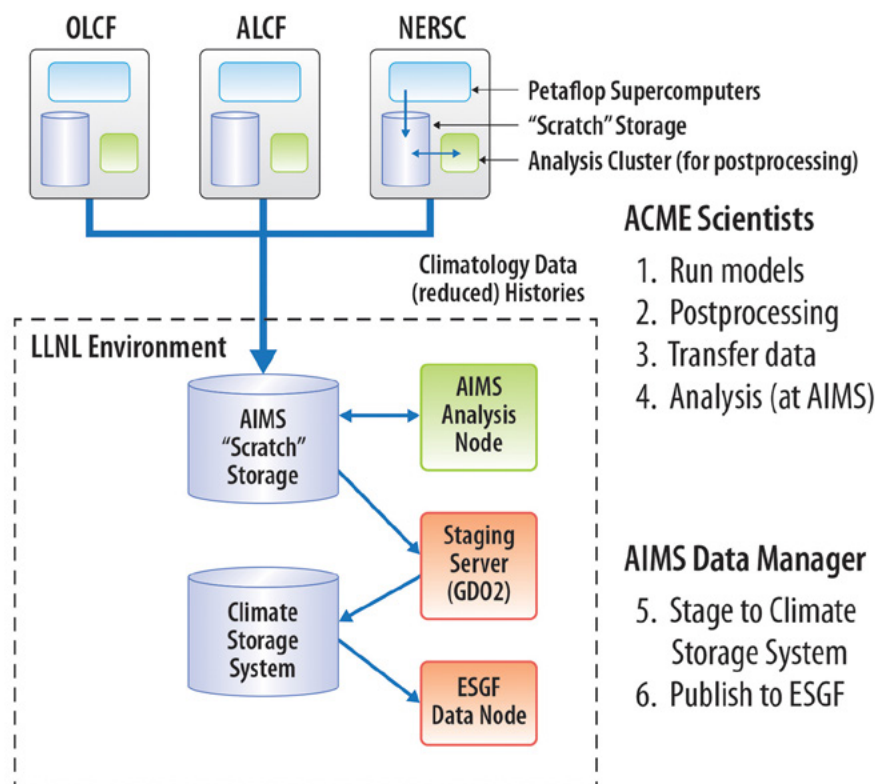 OLCF
ALCF
NERSC
Petaflop Supercomputers
“Scratch” Storage
Analysis Cluster (for postprocessing)
Climatology Data
(reduced) Histories
LLNL Environment
AIMS
“Scratch”
Storage
AIMS
Analysis
Node
Staging
Server
(GDO2)
Climate
Storage
System
ESGF
Data Node
ACME Scientists
1. Run models
2. Postprocessing
3. Transfer data
4. Analysis (at AIMS)
AIMS Data Manager
5. Stage to Climate
Storage System
6. Publish to ESGF